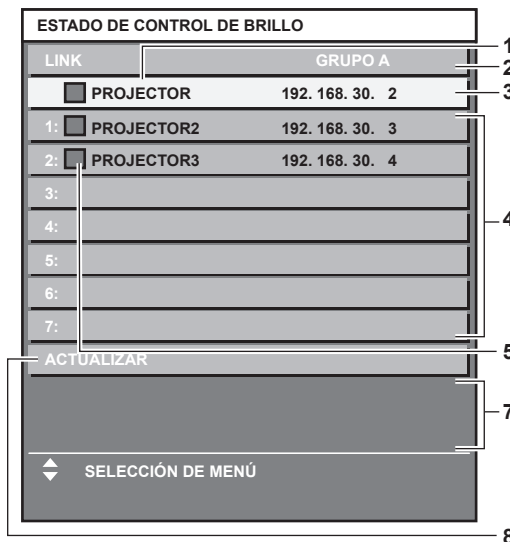 ESTADO DE CONTROL DE BRILLO
LINK GRUPO A
PROJECTOR 192. 168. 30. 2
1: PROJECTOR2 192. 168. 30. 3
2: PROJECTOR3 192. 168. 30. 4
3:
4:
5:
6:
7:
ACTUALIZAR
SELECCIÓN DE MENÚ
1
2
3
4
5
7
8